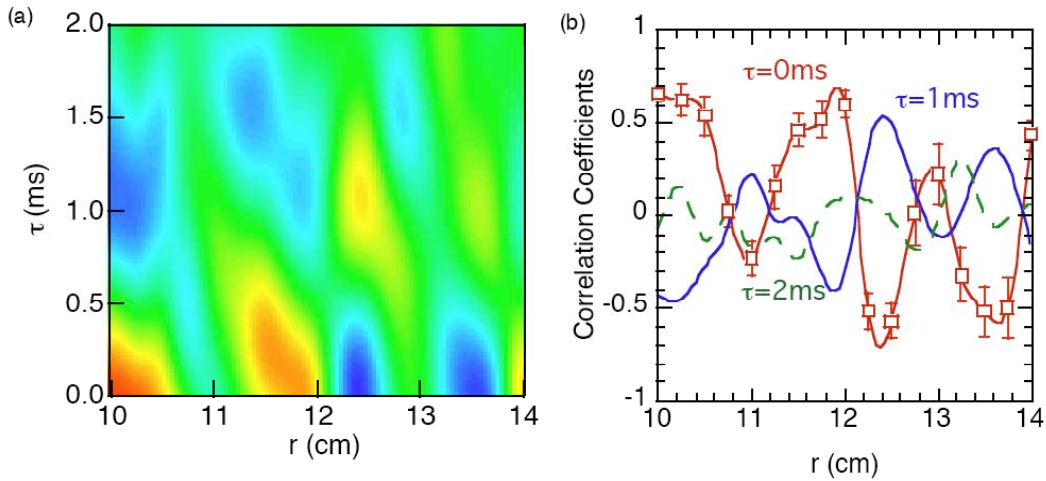 (a)
2.0
1.5
1.0
0.5
0.0
τ (ms)
10 11 12 13 14
r (cm)
(b)
1
0.5
0
-0.5
-1
Correlation Coefficients
τ=0ms
τ=1ms
τ=2ms
10 11 12 13 14
r (cm)